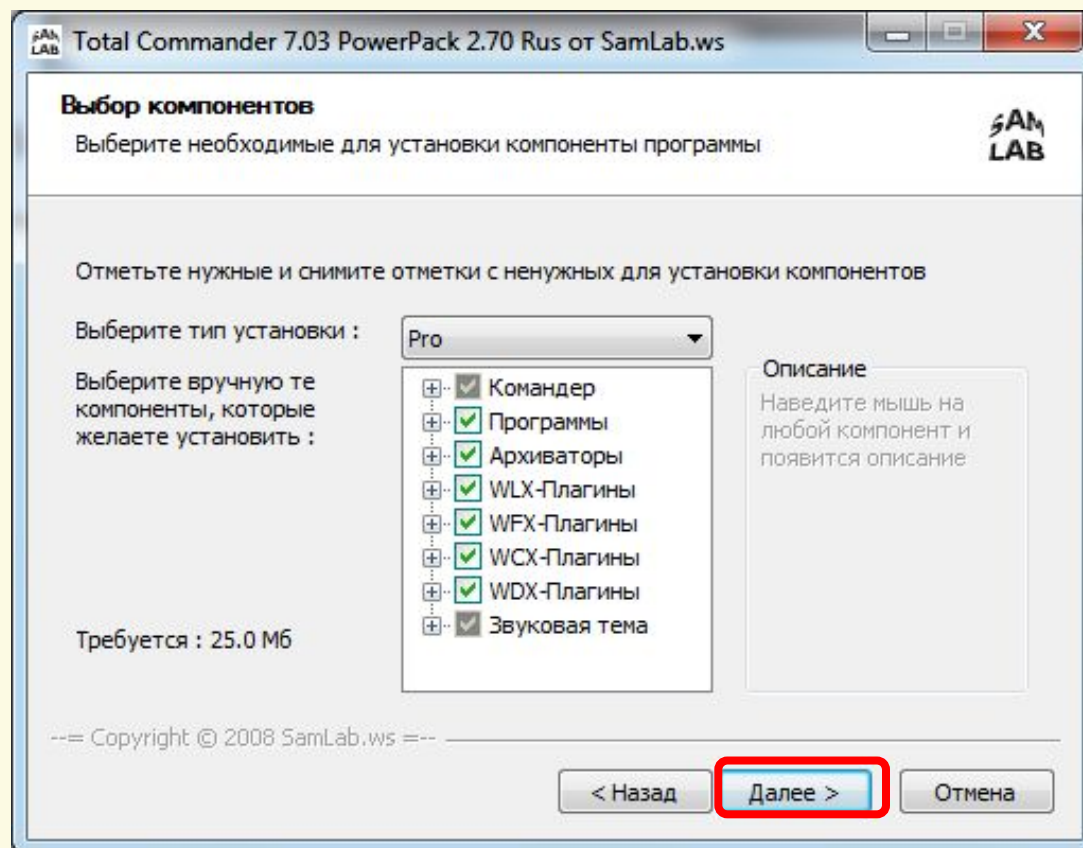 SAM
LAB
Total Commander 7.03 PowerPack 2.70 Rus от SamLab.ws
Выбор компонентов
Выберите необходимые для установки компоненты программы
SAM
LAB
Отметьте нужные и снимите отметки с ненужных для установки компонентов
Выберите тип установки :
Pro
Выберите вручную те
компоненты, которые
желаете установить :
Командер
Программы
Архиваторы
WLX-Плагины
WFX-Плагины
WCX-Плагины
WDX-Плагины
Звуковая тема
Описание
Наведите мышь на
любой компонент и
появится описание
Требуется : 25.0 Мб
--= Copyright © 2008 SamLab.ws =--
< Назад
Далее >
Отмена